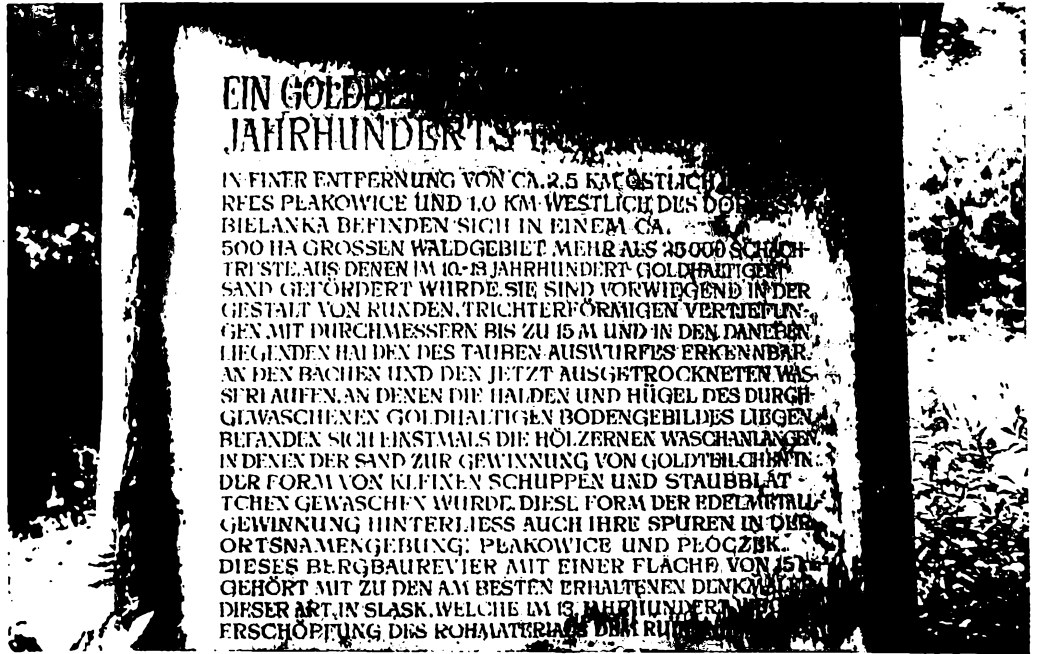 EIN
JAHRHUNDERTS
IN EINER ENTFERNUNG VON CA. 2.5 KM ÖSTLICH
RFES PŁAKOWICE UND 1.0 KM WESTLICH DES
BIELANKA BEFINDEN SICH IN EINEM CA.
500 HA GROSSEN WALDGEBIET MEHR ALS 25000 SCHACH-
TRESTE, AUS DENEN IM 10.-13 JAHRHUNDERT GOLDHALTIGER
SAND GEFÖRDERT WURDE. SIE SIND VORWIEGEND IN DER
GESTALT VON RUNDEN, TRICHTERFÖRMIGEN VERTIEFUN-
GEN MIT DURCHMESSERN BIS ZU 15 M UND IN DEN DANEBEN
LIEGENDEN HALDEN DES TAUBEN AUSWURFES ERKENNBAR.
AN DEN BACHEN UND DEN JETZT AUSGETROCKNETEN WAS-
SERLAUFEN, AN DENEN DIE HALDEN UND HÜGEL DES DURCH-
GEWASCHENEN GOLDHALTIGEN BODENGEBILDES LIEGEN,
BEFANDEN SICH EINSTMALS DIE HÖLZERNEN WASCHANLANGEN,
IN DENEN DER SAND ZUR GEWINNUNG VON GOLDTEILCHEN IN
DER FORM VON KLEINEN SCHUPPEN UND STAUBBLÄT-
TCHEN GEWASCHEN WURDE. DIESE FORM DER EDELMETALL-
GEWINNUNG HINTERLIESS AUCH IHRE SPUREN IN DER
ORTSNAMENGEBUNG: PŁAKOWICE UND PŁÓCZEK.
DIESES BERGBAUREVIER MIT EINER FLÄCHE VON 15
GEHÖRT MIT ZU DEN AM BESTEN ERHALTENEN DENKMÄLER
DIESER ART, IN SLASK, WELCHE IM 13. JAHRHUNDERT
ERSCHÖPFUNG DES ROHMATERIALS DEM